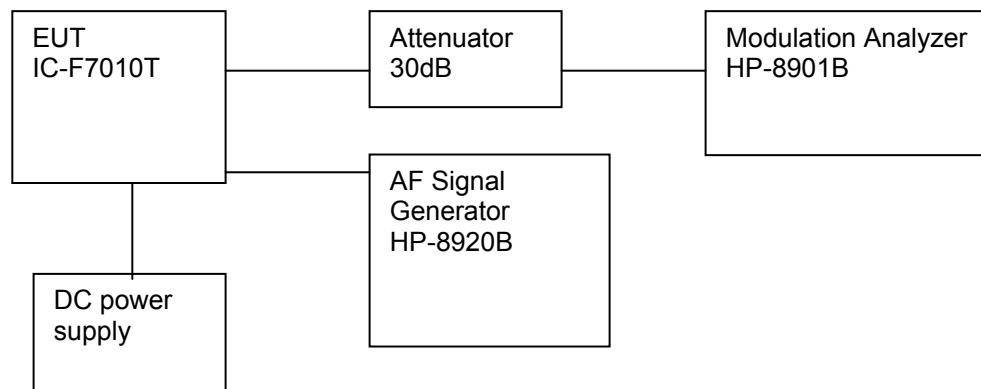 EUT
IC-F7010T
Attenuator
30dB
Modulation Analyzer
HP-8901B
AF Signal
Generator
HP-8920B
DC power
supply